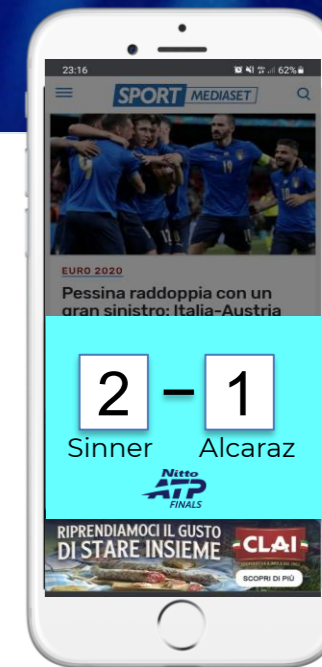 23:16
62%
SPORT MEDIASET
EURO 2020
Pessina raddoppia con un
gran sinistro: Italia-Austria
2 – 1
Sinner Alcaraz
Nitto
ATP
FINALS
RIPRENDIAMOCI IL GUSTO
DI STARE INSIEME
CLAI
SCOPRI DI PIÙ